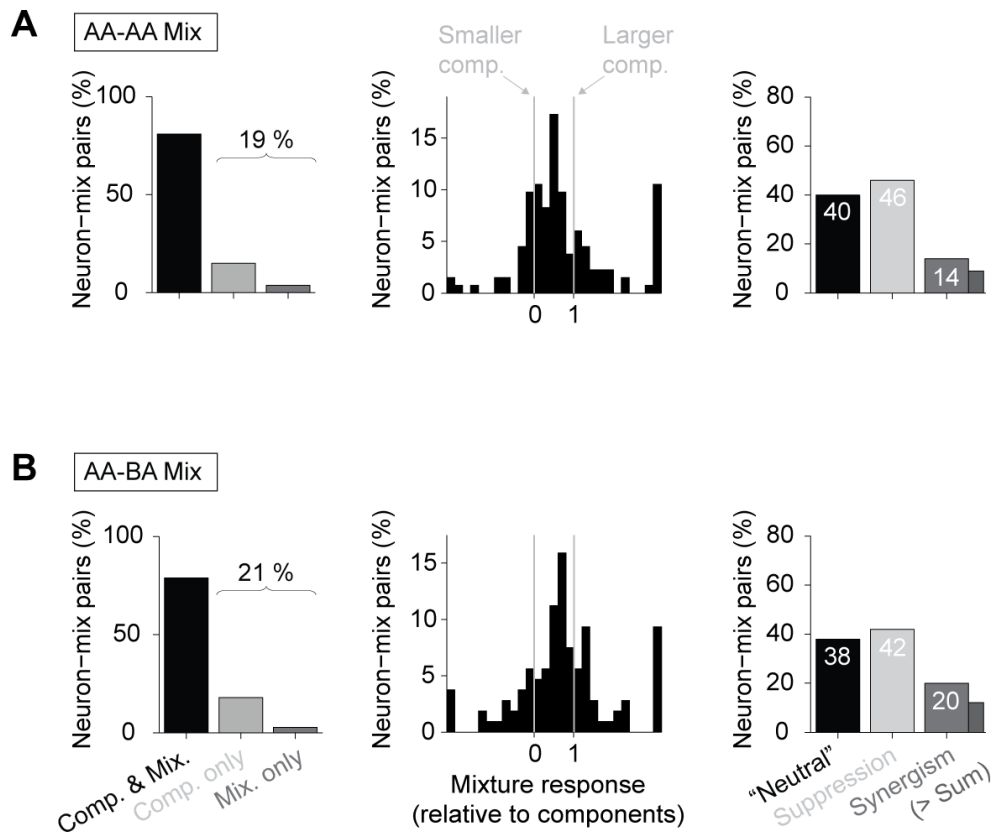 A
AA-AA Mix
Neuron−mix pairs (%)
100
50
0
19 %
Smaller
comp.
Larger
comp.
Neuron−mix pairs (%)
15
10
5
0
0 1
Neuron−mix pairs (%)
80
60
40
20
0
40
46
14
B
AA-BA Mix
Neuron−mix pairs (%)
100
50
0
21 %
Comp. & Mix.
Comp. only
Mix. only
Neuron−mix pairs (%)
15
10
5
0
0 1
Mixture response
(relative to components)
Neuron−mix pairs (%)
80
60
40
20
0
38
42
20
“Neutral”
Suppression
Synergism
(> Sum)